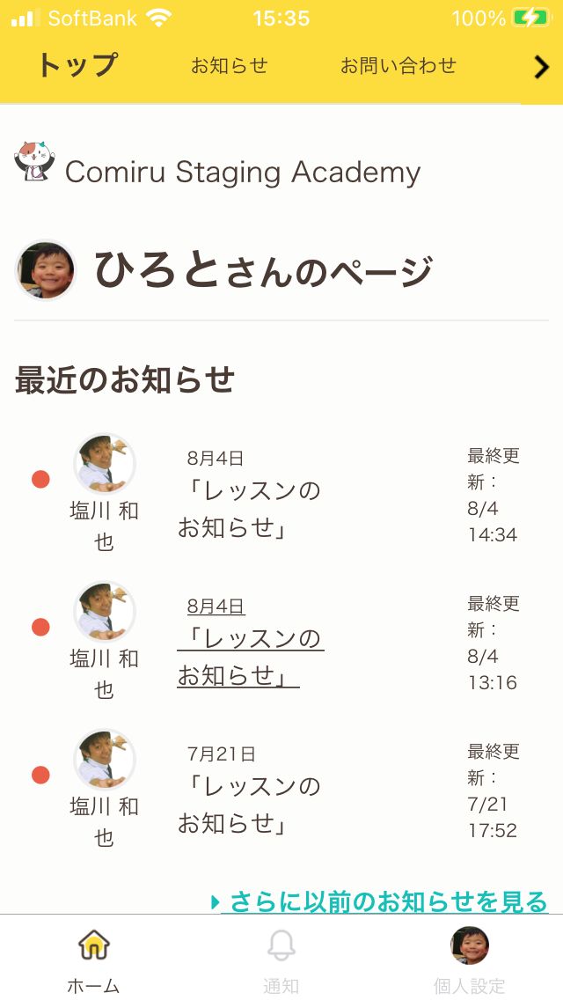 SoftBank 15:35 100%
トップ お知らせ お問い合わせ
Comiru Staging Academy
ひろとさんのページ
最近のお知らせ
8月4日
「レッスンの
お知らせ」
塩川 和
也
最終更
新：
8/4
14:34
8月4日
「レッスンの
お知らせ」
塩川 和
也
最終更
新：
8/4
13:16
7月21日
「レッスンの
お知らせ」
塩川 和
也
最終更
新：
7/21
17:52
さらに以前のお知らせを見る
ホーム 通知 個人設定